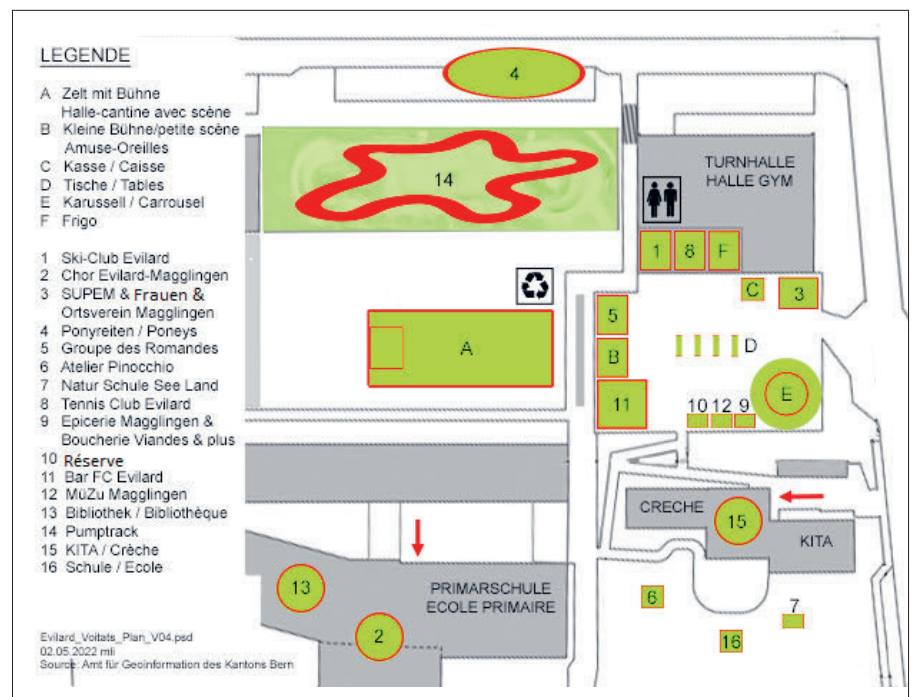 LEGENDE
A Zelt mit Bühne
Halle-cantine avec scène
B Kleine Bühne/petite scène
Amuse-Oreilles
C Kasse / Caisse
D Tische / Tables
E Karussell / Carrousel
F Frigo
1 Ski-Club Evilard
2 Chor Evilard-Magglingen
3 SUPEM & Frauen &
Ortsverein Magglingen
4 Ponyreiten / Poneys
5 Groupe des Romandes
6 Atelier Pinocchio
7 Natur Schule See Land
8 Tennis Club Evilard
9 Epicerie Magglingen &
Boucherie Viandes & plus
10 Réserve
11 Bar FC Evilard
12 MüZu Magglingen
13 Bibliothek / Bibliothèque
14 Pumptrack
15 KITA / Crèche
16 Schule / Ecole
Evilard_Voitats_Plan_V04.psd
02.05.2022 mli
Source: Amt für Geoinformation des Kantons Bern
4
14
TURNHALLE
HALLE GYM
1 8 F
C 3
5
A B D
E
11 10 12 9
CRECHE 15
KITA
13 PRIMARSCHULE
ECOLE PRIMAIRE
2
6 7
16